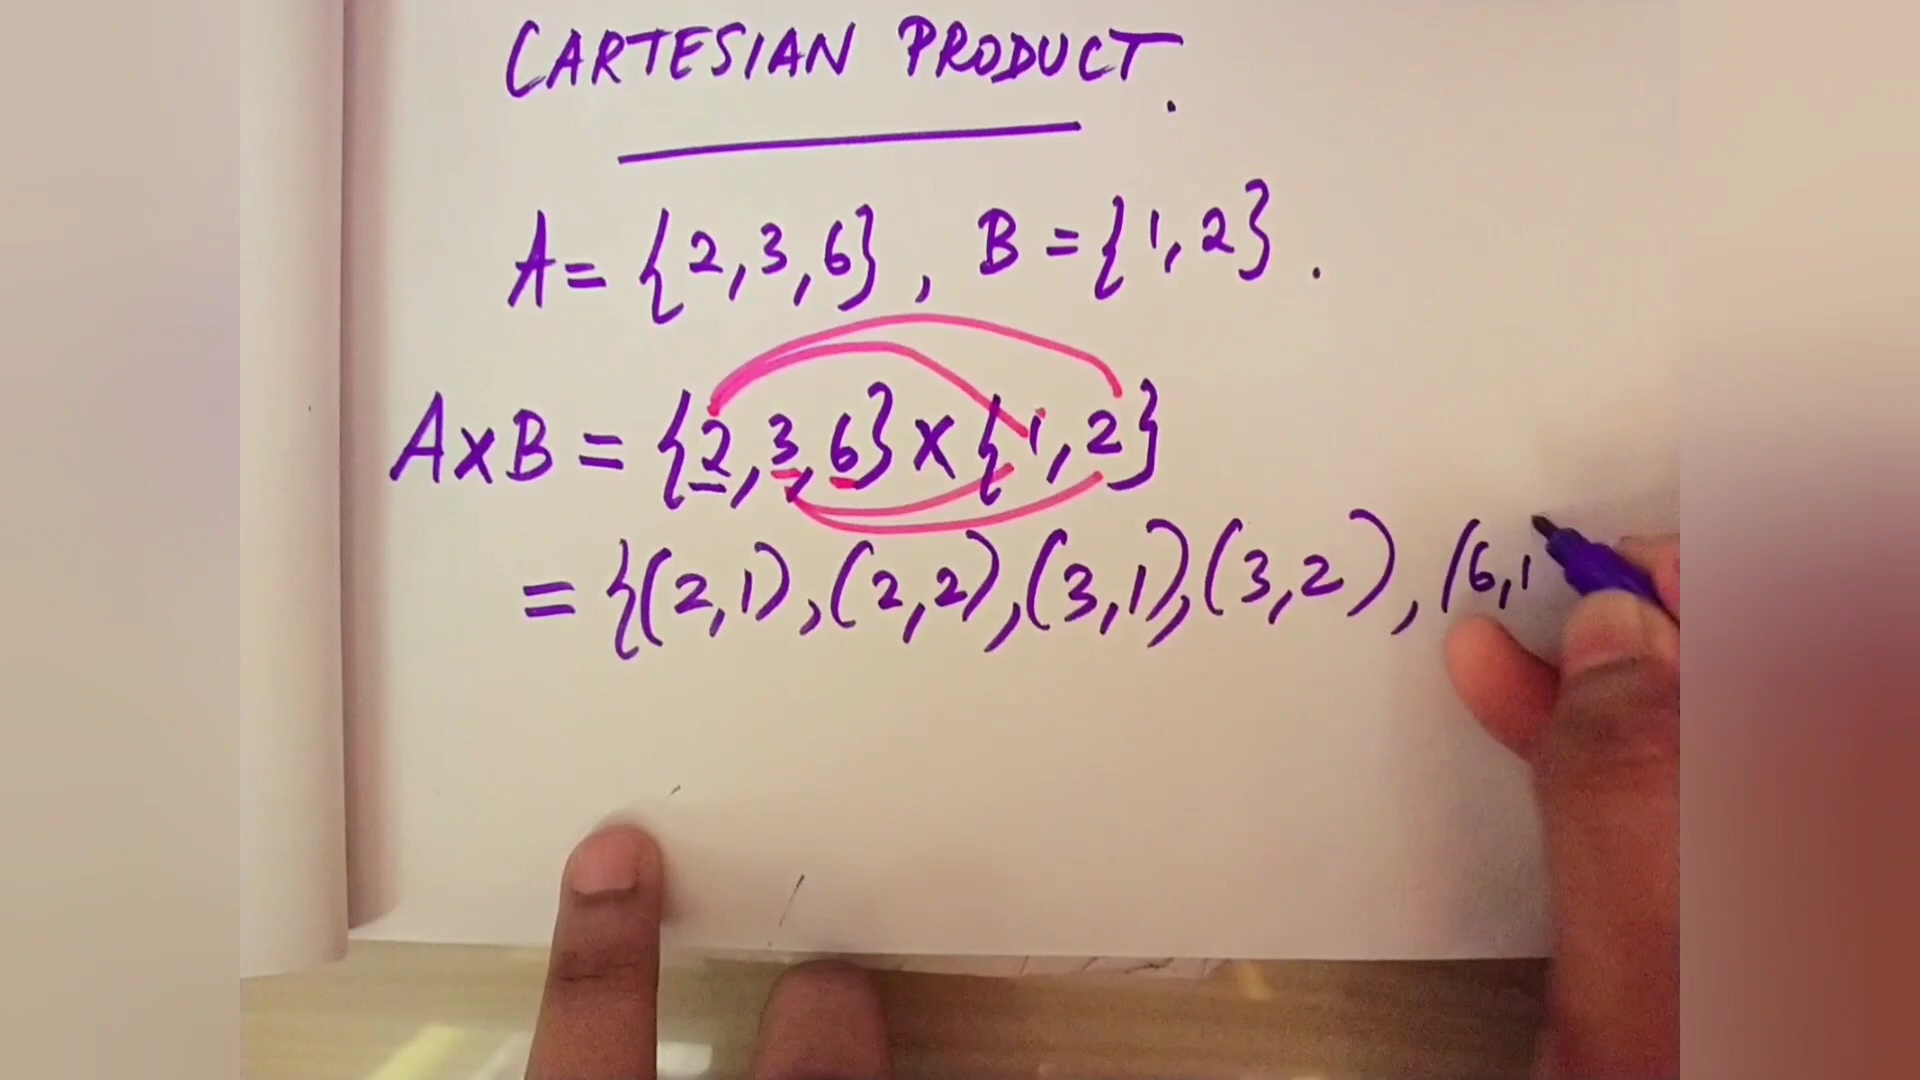 CARTESIAN PRODUCT.
A = {2, 3, 6}, B = {1, 2}.
A×B = {2, 3, 6} × {1, 2}
= {(2, 1), (2, 2), (3, 1), (3, 2), (6, 1